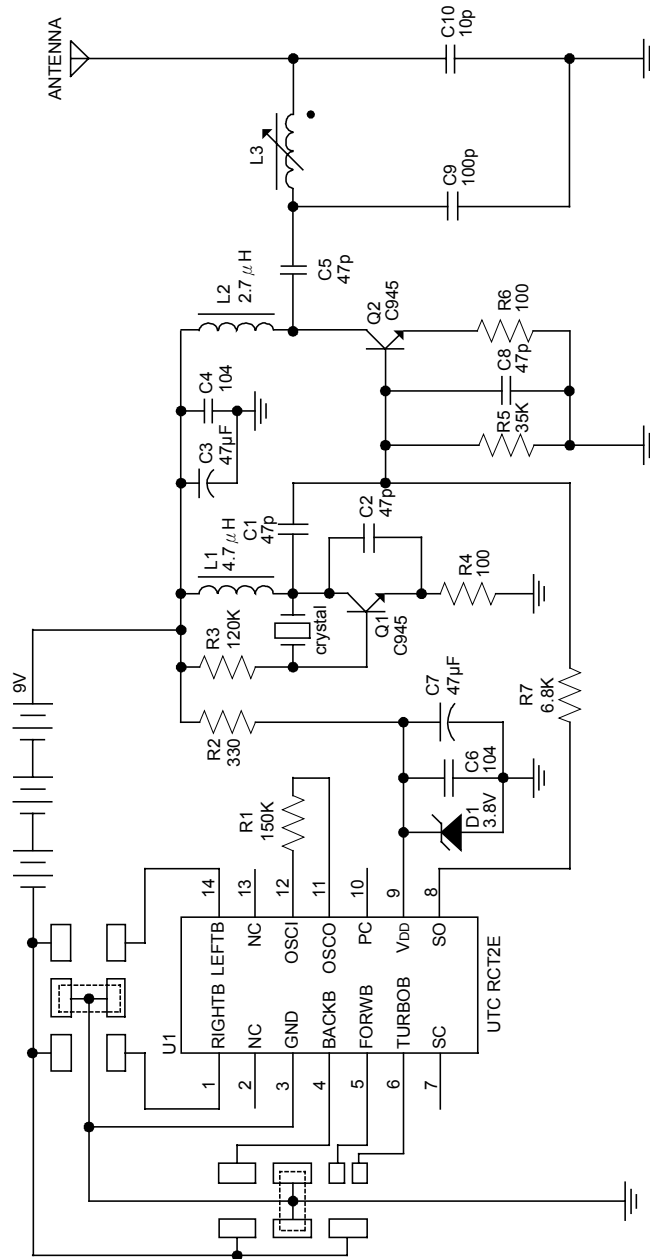 ANTENNA
9V
L3
C10
10p
C9
100p
C5
47p
L2
2.7μH
C4
104
C3
47μF
Q2
C945
R6
100
C8
47p
R5
35K
L1
4.7μH
C1
47p
C2
47p
R3
120K
crystal
Q1
C945
R4
100
R2
330
C7
47μF
C6
104
D1
3.8V
R7
6.8K
R1
150K
U1
1 RIGHTB LEFTB 14
2 NC NC 13
3 GND OSCI 12
4 BACKB OSCO 11
5 FORWB PC 10
6 TURBOB VDD 9
7 SC SO 8
UTC RCT2E